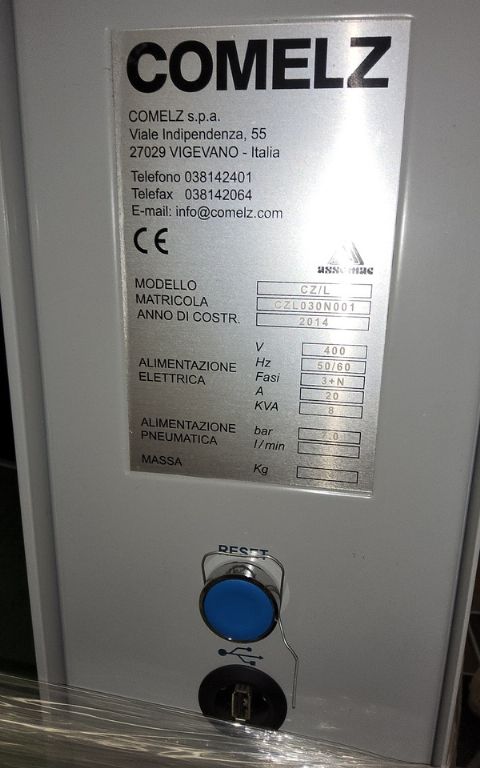 COMELZ
COMELZ s.p.a.
Viale Indipendenza, 55
27029 VIGEVANO - Italia
Telefono 038142401
Telefax 038142064
E-mail: info@comelz.com
CE
assomac
MODELLO CZ/L
MATRICOLA CZL030N001
ANNO DI COSTR. 2014
ALIMENTAZIONE ELETTRICA
V 400
Hz 50/60
Fasi 3+N
A 20
KVA 8
ALIMENTAZIONE PNEUMATICA
bar 7.0
l/min
MASSA Kg
RESET